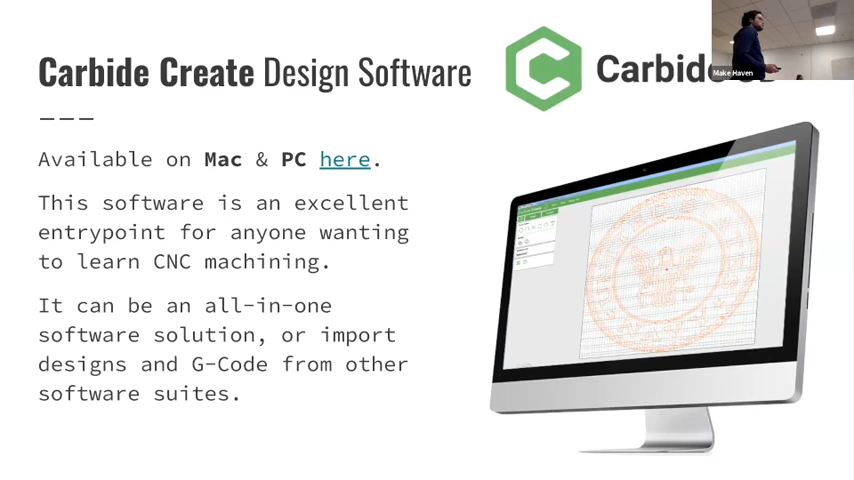 Carbide Create Design Software
Carbide
Make Haven
Available on Mac & PC here.
This software is an excellent
entrypoint for anyone wanting
to learn CNC machining.
It can be an all-in-one
software solution, or import
designs and G-Code from other
software suites.